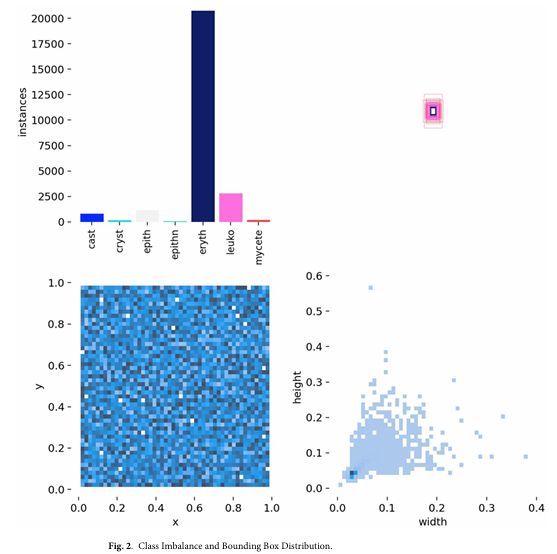 20000
17500
15000
12500
10000
7500
5000
2500
0
instances
cast
cryst
epith
epithn
eryth
leuko
mycete
1.0
0.8
0.6
0.4
0.2
0.0
y
0.0 0.2 0.4 0.6 0.8 1.0
x
0.6
0.5
0.4
0.3
0.2
0.1
0.0
height
0.0 0.1 0.2 0.3 0.4
width
Fig. 2. Class Imbalance and Bounding Box Distribution.